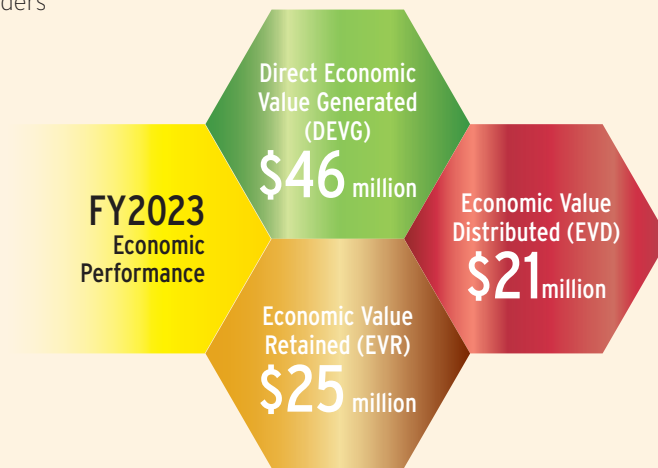 Direct Economic
Value Generated
(DEVG)
$46 million
FY2023
Economic
Performance
Economic Value
Distributed (EVD)
$21million
Economic Value
Retained (EVR)
$25 million